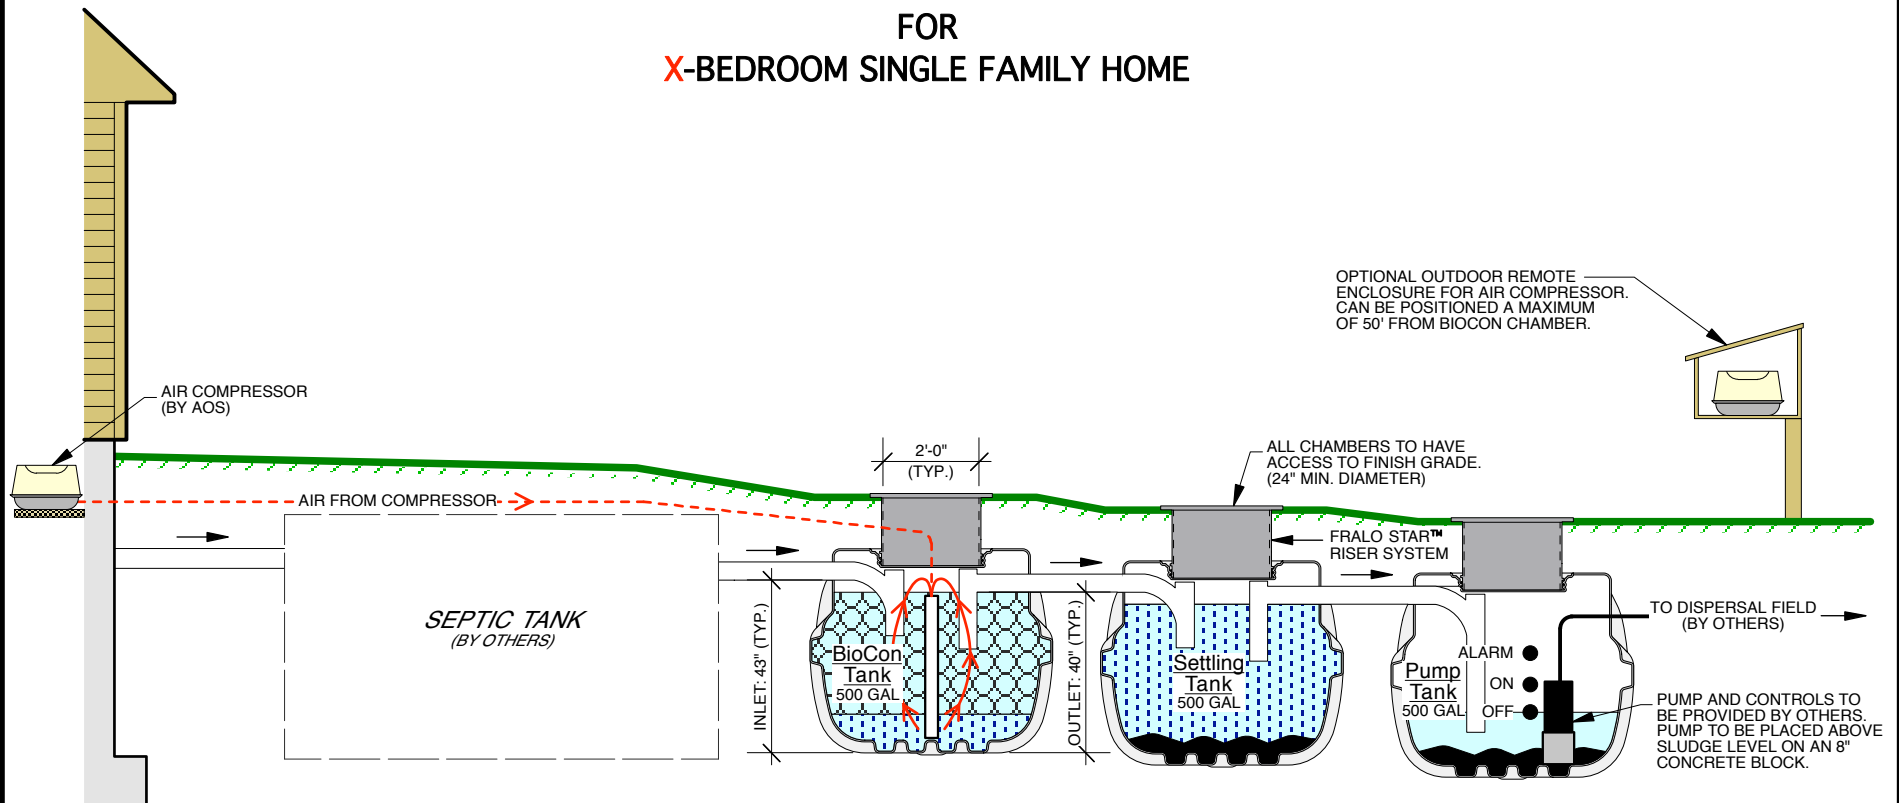 FOR
X-BEDROOM SINGLE FAMILY HOME
OPTIONAL OUTDOOR REMOTE
ENCLOSURE FOR AIR COMPRESSOR.
CAN BE POSITIONED A MAXIMUM
OF 50' FROM BIOCON CHAMBER.
AIR COMPRESSOR
(BY AOS)
2'-0"
(TYP.)
ALL CHAMBERS TO HAVE
ACCESS TO FINISH GRADE.
(24" MIN. DIAMETER)
AIR FROM COMPRESSOR
FRALO STAR™
RISER SYSTEM
SEPTIC TANK
(BY OTHERS)
INLET: 43" (TYP.)
BioCon
Tank
500 GAL
OUTLET: 40" (TYP.)
Settling
Tank
500 GAL
Pump
Tank
500 GAL
ALARM
ON
OFF
TO DISPERSAL FIELD
(BY OTHERS)
PUMP AND CONTROLS TO
BE PROVIDED BY OTHERS.
PUMP TO BE PLACED ABOVE
SLUDGE LEVEL ON AN 8"
CONCRETE BLOCK.